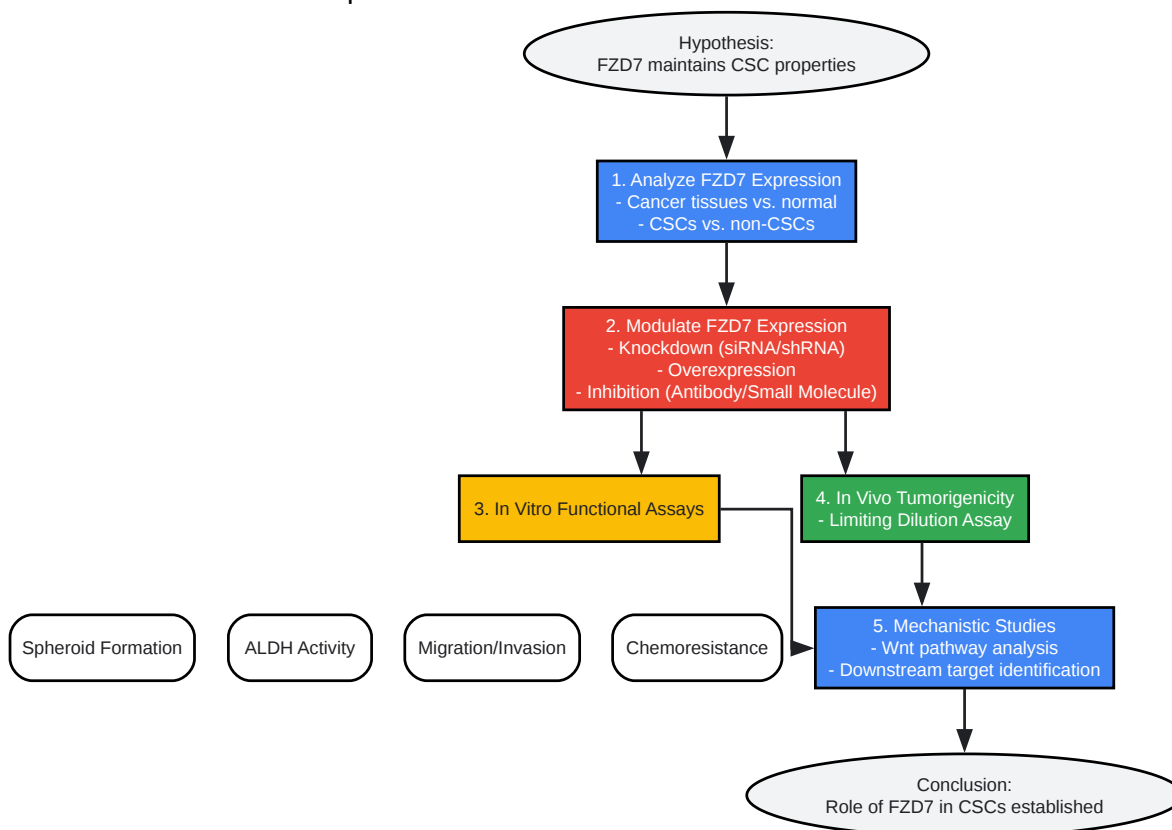 Hypothesis:
FZD7 maintains CSC properties
1. Analyze FZD7 Expression
- Cancer tissues vs. normal
- CSCs vs. non-CSCs
2. Modulate FZD7 Expression
- Knockdown (siRNA/shRNA)
- Overexpression
- Inhibition (Antibody/Small Molecule)
3. In Vitro Functional Assays
4. In Vivo Tumorigenicity
- Limiting Dilution Assay
Spheroid Formation
ALDH Activity
Migration/Invasion
Chemoresistance
5. Mechanistic Studies
- Wnt pathway analysis
- Downstream target identification
Conclusion:
Role of FZD7 in CSCs established